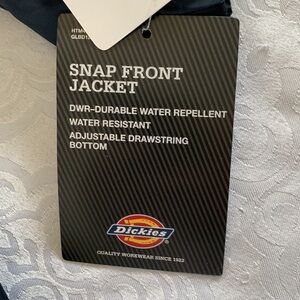 SNAP FRONT
JACKET
DWR-DURABLE WATER REPELLENT
WATER RESISTANT
ADJUSTABLE DRAWSTRING
BOTTOM
Dickies
QUALITY WORKWEAR SINCE 1922